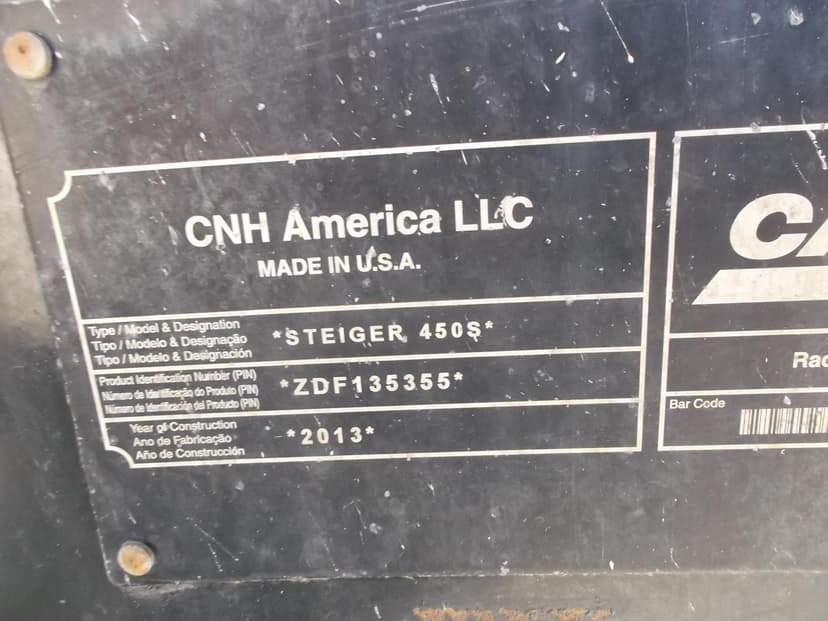 CNH America LLC
MADE IN U.S.A.
Type / Model & Designation
Tipo / Modelo & Designação
Tipo / Modelo & Designación
*STEIGER 450S*
Product Identification Number (PIN)
Número de Identificação do Produto (PIN)
Número de Identificación del Producto (PIN)
*ZDF135355*
Year of Construction
Ano de Fabricação
Año de Construcción
*2013*
CA
Rac
Bar Code